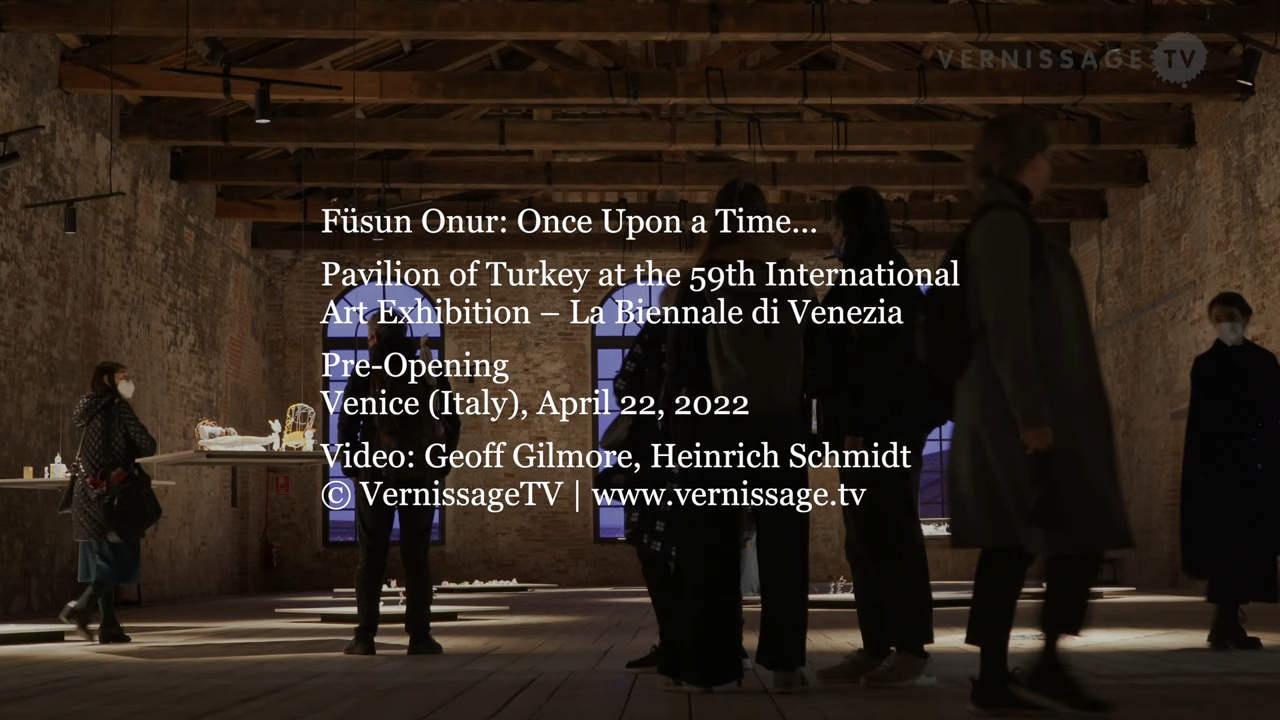 VERNISSAGE TV
Füsun Onur: Once Upon a Time...
Pavilion of Turkey at the 59th International
Art Exhibition – La Biennale di Venezia
Pre-Opening
Venice (Italy), April 22, 2022
Video: Geoff Gilmore, Heinrich Schmidt
© VernissageTV | www.vernissage.tv